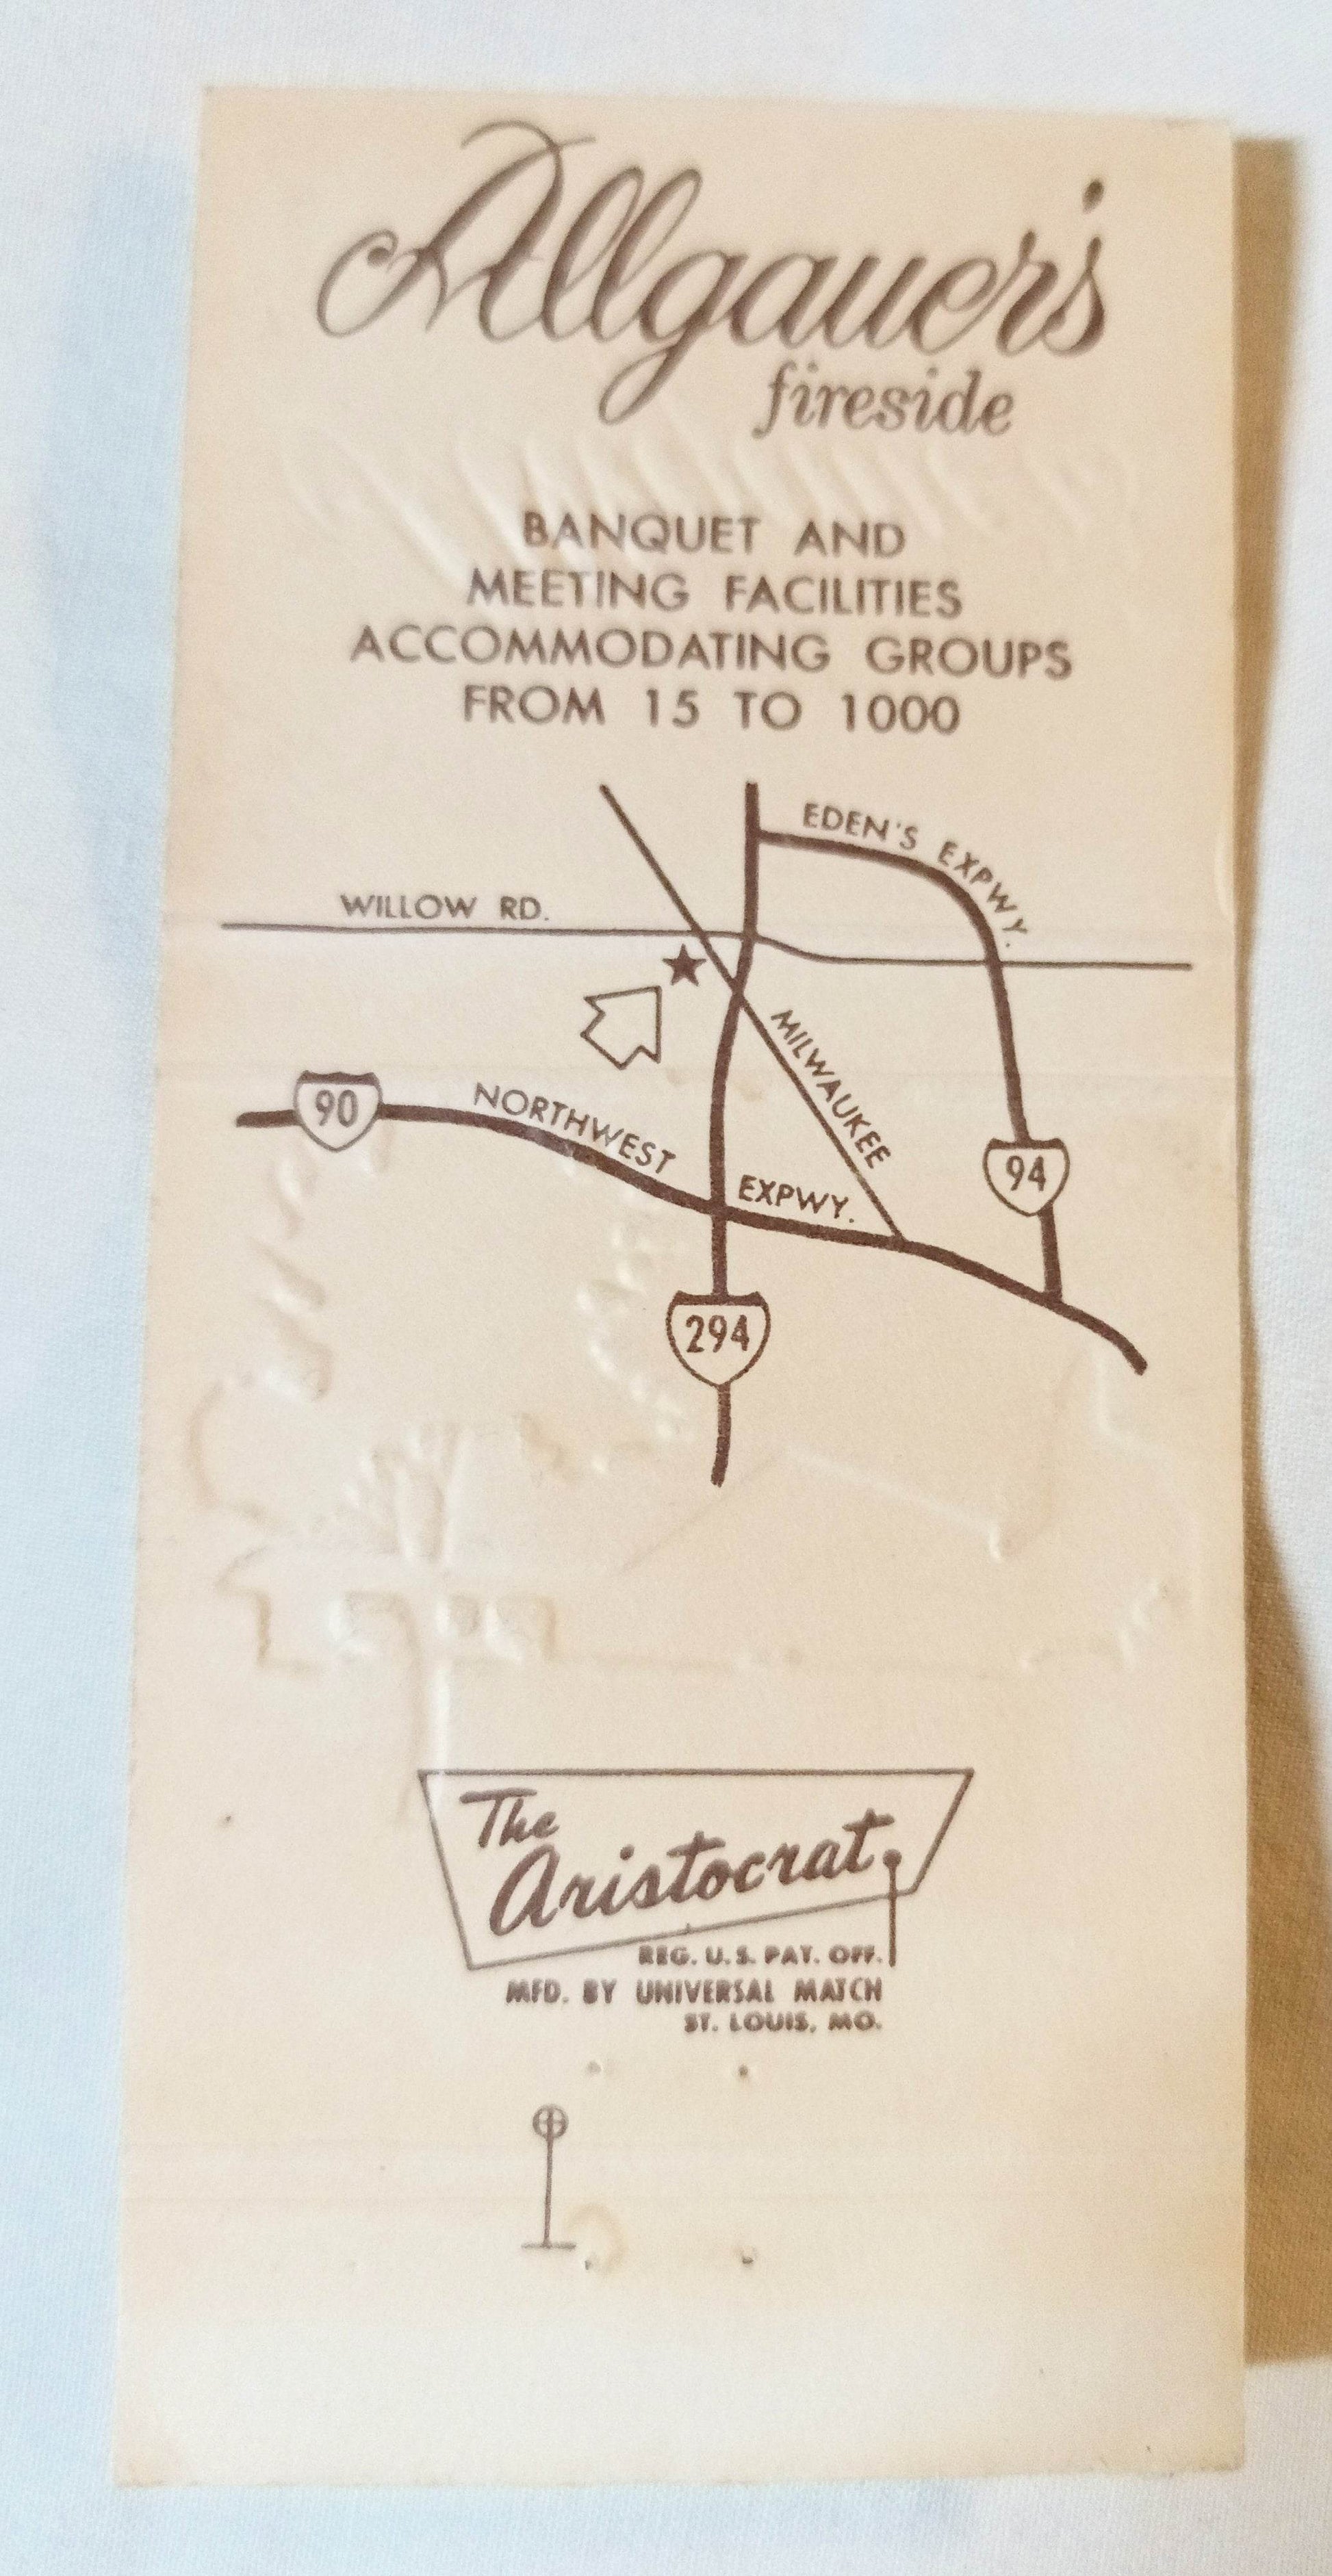 Allgauer's
fireside
BANQUET AND
MEETING FACILITIES
ACCOMMODATING GROUPS
FROM 15 TO 1000
EDEN'S EXPWY.
WILLOW RD.
MILWAUKEE
90
NORTHWEST EXPWY.
94
294
The
Aristocrat
REG. U.S. PAT. OFF.
MFD. BY UNIVERSAL MATCH
ST. LOUIS, MO.